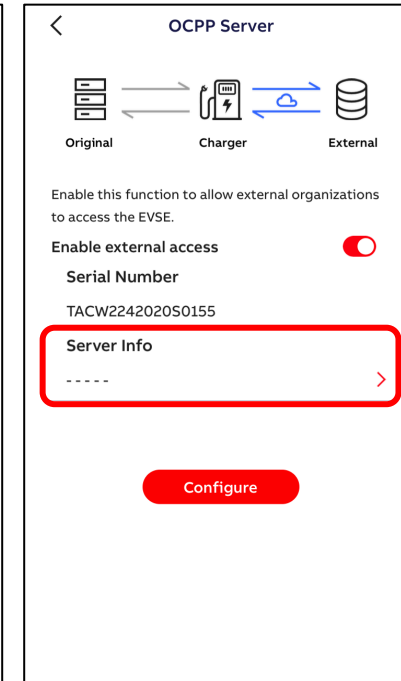 OCPP Server
Original Charger External
Enable this function to allow external organizations
to access the EVSE.
Enable external access
Serial Number
TACW2242020S0155
Server Info
- - - - -
Configure